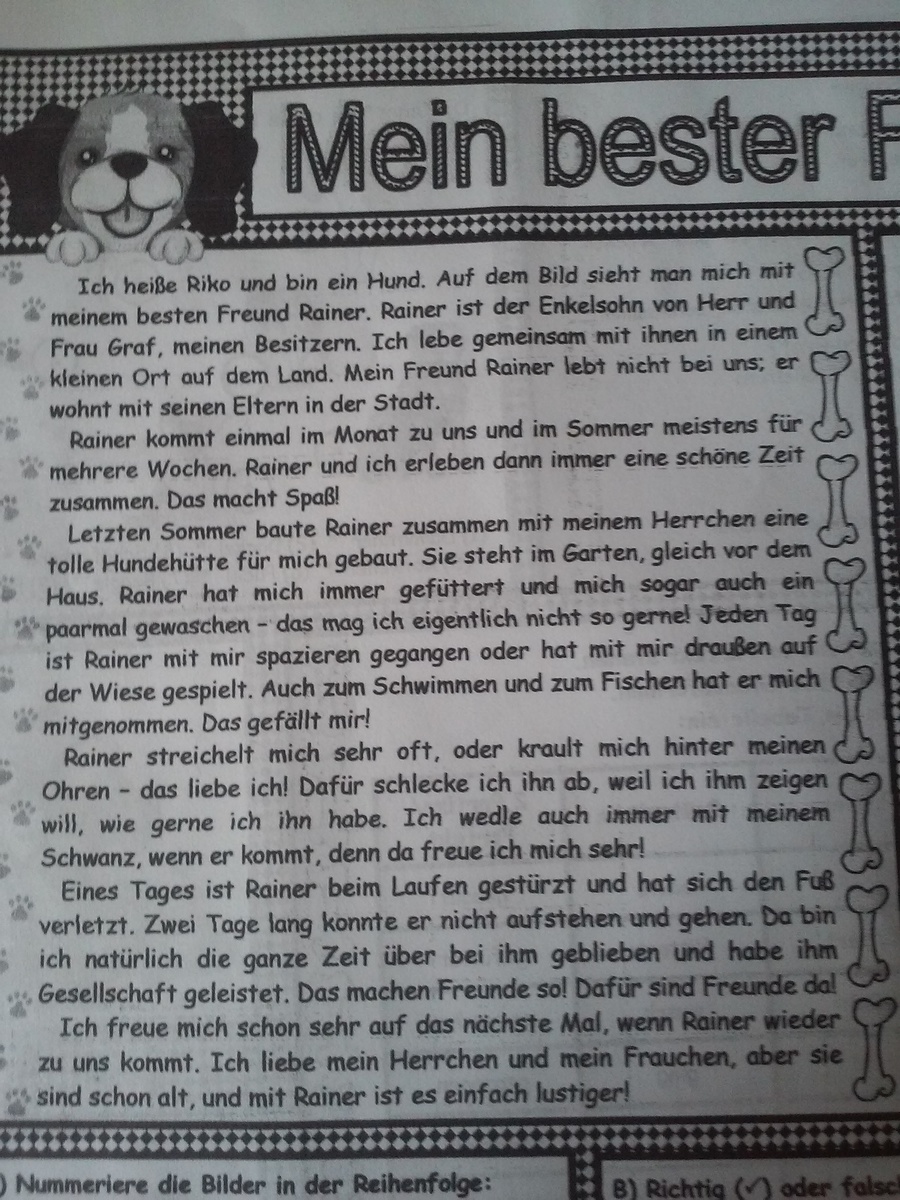 Mein bester F
Ich heiße Riko und bin ein Hund. Auf dem Bild sieht man mich mit
meinem besten Freund Rainer. Rainer ist der Enkelsohn von Herr und
Frau Graf, meinen Besitzern. Ich lebe gemeinsam mit ihnen in einem
kleinen Ort auf dem Land. Mein Freund Rainer lebt nicht bei uns; er
wohnt mit seinen Eltern in der Stadt.
Rainer kommt einmal im Monat zu uns und im Sommer meistens für
mehrere Wochen. Rainer und ich erleben dann immer eine schöne Zeit
zusammen. Das macht Spaß!
Letzten Sommer baute Rainer zusammen mit meinem Herrchen eine
tolle Hundehütte für mich gebaut. Sie steht im Garten, gleich vor dem
Haus. Rainer hat mich immer gefüttert und mich sogar auch ein
paarmal gewaschen – das mag ich eigentlich nicht so gerne! Jeden Tag
ist Rainer mit mir spazieren gegangen oder hat mit mir draußen auf
der Wiese gespielt. Auch zum Schwimmen und zum Fischen hat er mich
mitgenommen. Das gefällt mir!
Rainer streichelt mich sehr oft, oder krault mich hinter meinen
Ohren – das liebe ich! Dafür schlecke ich ihn ab, weil ich ihm zeigen
will, wie gerne ich ihn habe. Ich wedle auch immer mit meinem
Schwanz, wenn er kommt, denn da freue ich mich sehr!
Eines Tages ist Rainer beim Laufen gestürzt und hat sich den Fuß
verletzt. Zwei Tage lang konnte er nicht aufstehen und gehen. Da bin
ich natürlich die ganze Zeit über bei ihm geblieben und habe ihm
Gesellschaft geleistet. Das machen Freunde so! Dafür sind Freunde da!
Ich freue mich schon sehr auf das nächste Mal, wenn Rainer wieder
zu uns kommt. Ich liebe mein Herrchen und mein Frauchen, aber sie
sind schon alt, und mit Rainer ist es einfach lustiger!
) Nummeriere die Bilder in der Reihenfolge:
B) Richtig (✓) oder falsc